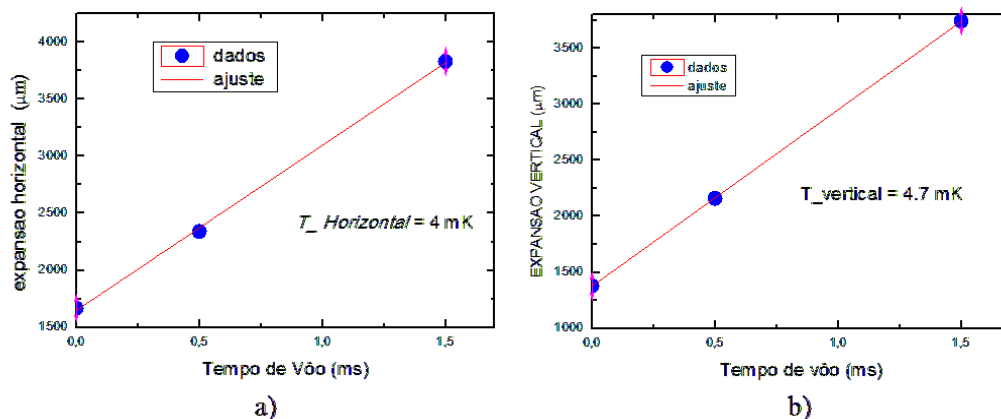 expansao horizontal (μm)
4000
3500
3000
2500
2000
1500
dados
ajuste
T_ Horizontal = 4 mK
0,0 0,5 1,0 1,5
Tempo de Vôo (ms)
a)
EXPANSAO VERTICAL (μm)
3500
3000
2500
2000
1500
1000
dados
ajuste
T_vertical = 4.7 mK
0,0 0,5 1,0 1,5
Tempo de vôo (ms)
b)